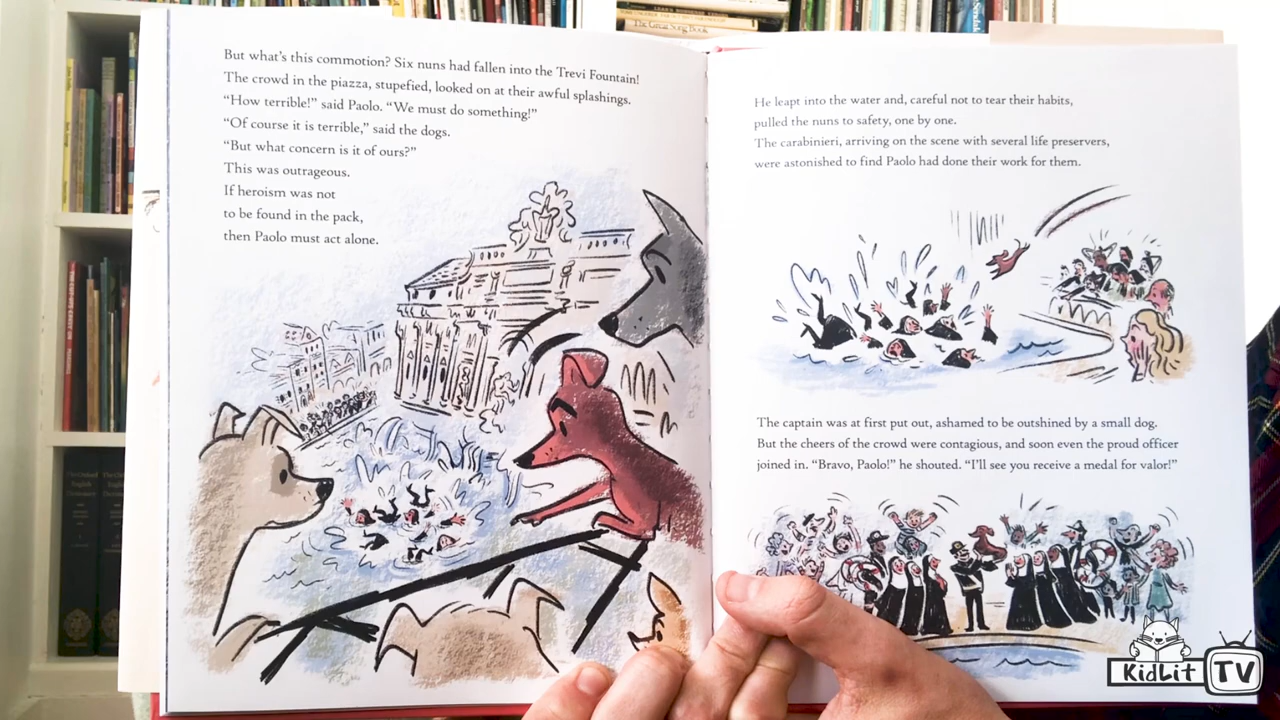 The Great Song Book
But what's this commotion? Six nuns had fallen into the Trevi Fountain!
The crowd in the piazza, stupefied, looked on at their awful splashings.
“How terrible!” said Paolo. “We must do something!”
“Of course it is terrible,” said the dogs.
“But what concern is it of ours?”
This was outrageous.
If heroism was not
to be found in the pack,
then Paolo must act alone.
He leapt into the water and, careful not to tear their habits,
pulled the nuns to safety, one by one.
The carabinieri, arriving on the scene with several life preservers,
were astonished to find Paolo had done their work for them.
The captain was at first put out, ashamed to be outshined by a small dog.
But the cheers of the crowd were contagious, and soon even the proud officer
joined in. “Bravo, Paolo!” he shouted. “I'll see you receive a medal for valor!”
KidLit TV